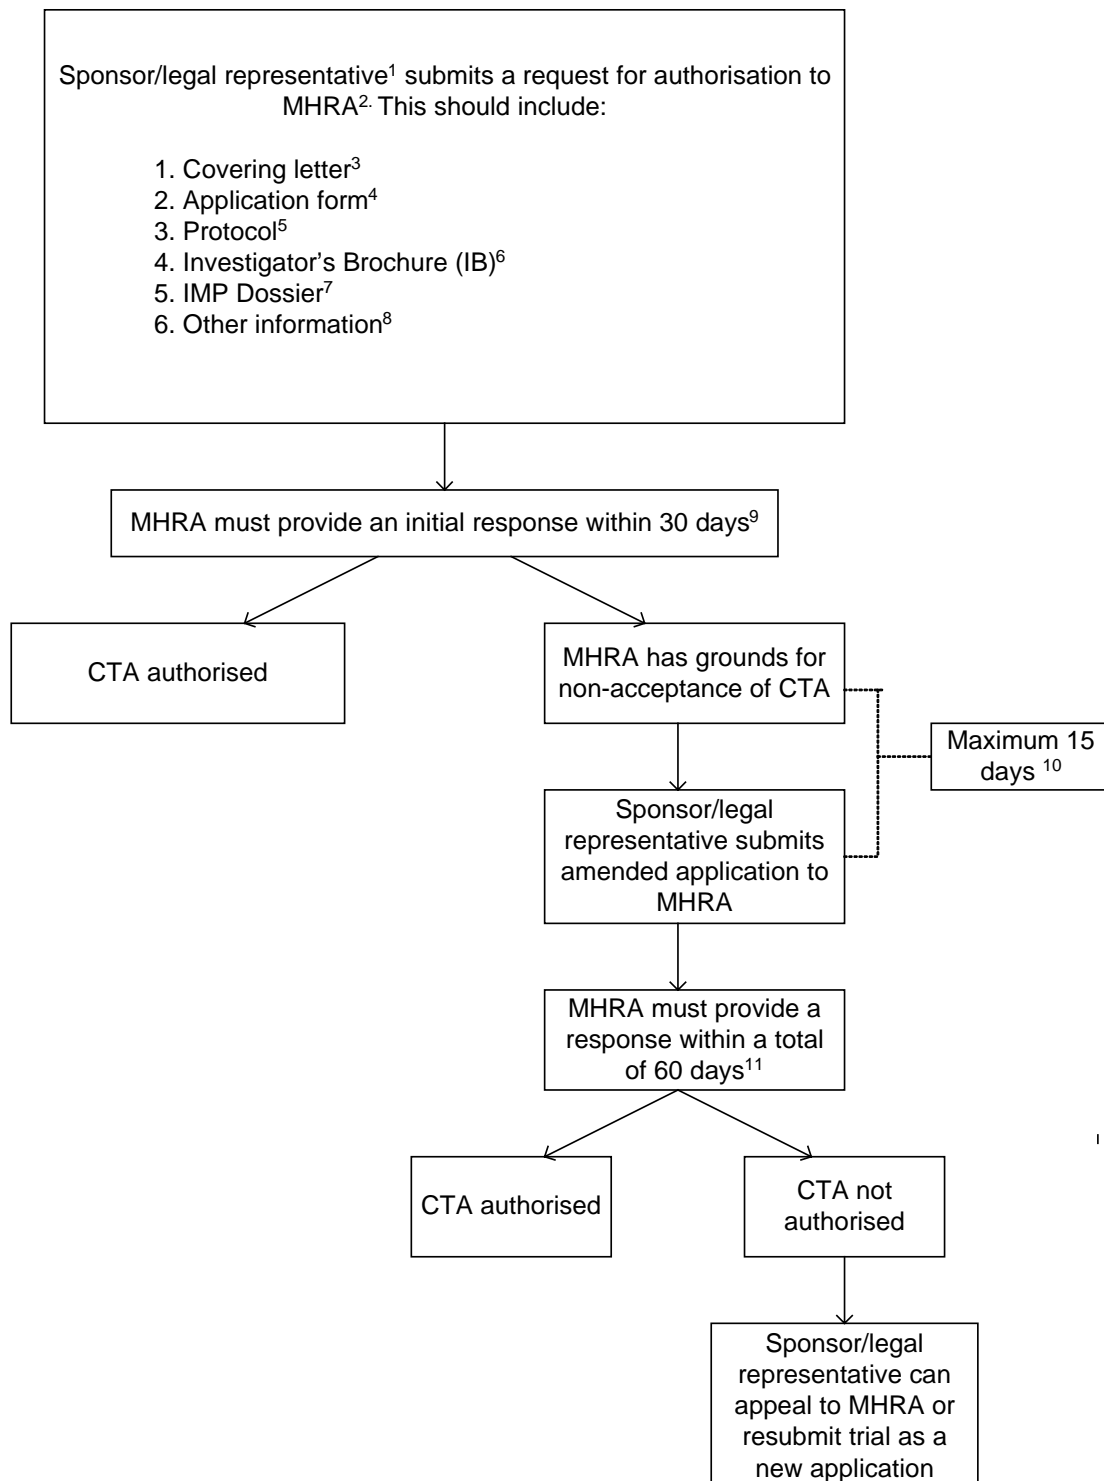 Sponsor/legal representative¹ submits a request for authorisation to
MHRA²· This should include:
1. Covering letter³
2. Application form⁴
3. Protocol⁵
4. Investigator's Brochure (IB)⁶
5. IMP Dossier⁷
6. Other information⁸
MHRA must provide an initial response within 30 days⁹
CTA authorised
MHRA has grounds for
non-acceptance of CTA
Maximum 15
days ¹⁰
Sponsor/legal
representative submits
amended application to
MHRA
MHRA must provide a
response within a total
of 60 days¹¹
CTA authorised
CTA not
authorised
Sponsor/legal
representative can
appeal to MHRA or
resubmit trial as a
new application